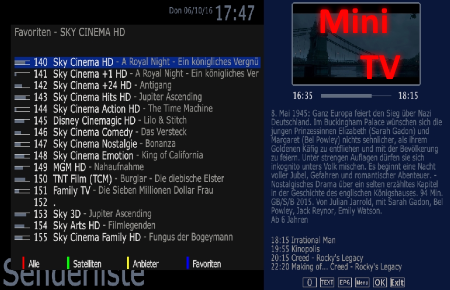 Don 06/10/16 17:47
Favoriten - SKY CINEMA HD
140 Sky Cinema HD - A Royal Night - Ein königliches Vergnü
141 Sky Cinema +1 HD - A Royal Night - Ein königliches Ver
142 Sky Cinema +24 HD - Antigang
143 Sky Cinema Hits HD - Jupiter Ascending
144 Sky Cinema Action HD - The Time Machine
145 Disney Cinemagic HD - Lilo & Stitch
146 Sky Cinema Comedy - Das Versteck
147 Sky Cinema Nostalgie - Bonanza
148 Sky Cinema Emotion - King of California
149 MGM HD - Nahaufnahme
150 TNT Film (TCM) - Burglar - Die diebische Elster
151 Family TV - Die Sieben Millionen Dollar Frau
152 .
153 Sky 3D - Jupiter Ascending
154 Sky Arts HD - Filmlegenden
155 Sky Cinema Family HD - Fungus der Bogeymann
Alle Satelliten Anbieter Favoriten
Senderliste
Mini
TV
16:35 18:15
8. Mai 1945: Ganz Europa feiert den Sieg über Nazi
Deutschland. Im Buckingham Palace wünschen sich die
jungen Prinzessinnen Elizabeth (Sarah Gadon) und
Margaret (Bel Powley) nichts sehnlicher, als ihrem
Goldenen Käfig zu entfliehen und mit der Bevölkerung
zu feiern. Unter strengen Auflagen dürfen sie sich
inkognito unters Volk mischen. Es beginnt eine Nacht
voller Jubel, Gefahren und romantischer Abenteuer. -
Nostalgisches Drama über ein selten erzähltes Kapitel
in der Geschichte des englischen Königshauses. 94 Min.
GB/S/B 2015. Von Julian Jarrold, mit Sarah Gadon, Bel
Powley, Jack Reynor, Emily Watson.
Ab 6 Jahren
18:15 Irrational Man
19:55 Kinopolis
20:15 Creed - Rocky's Legacy
22:20 Making of... Creed - Rocky's Legacy
0 TEXT EPG Menu OK Exit